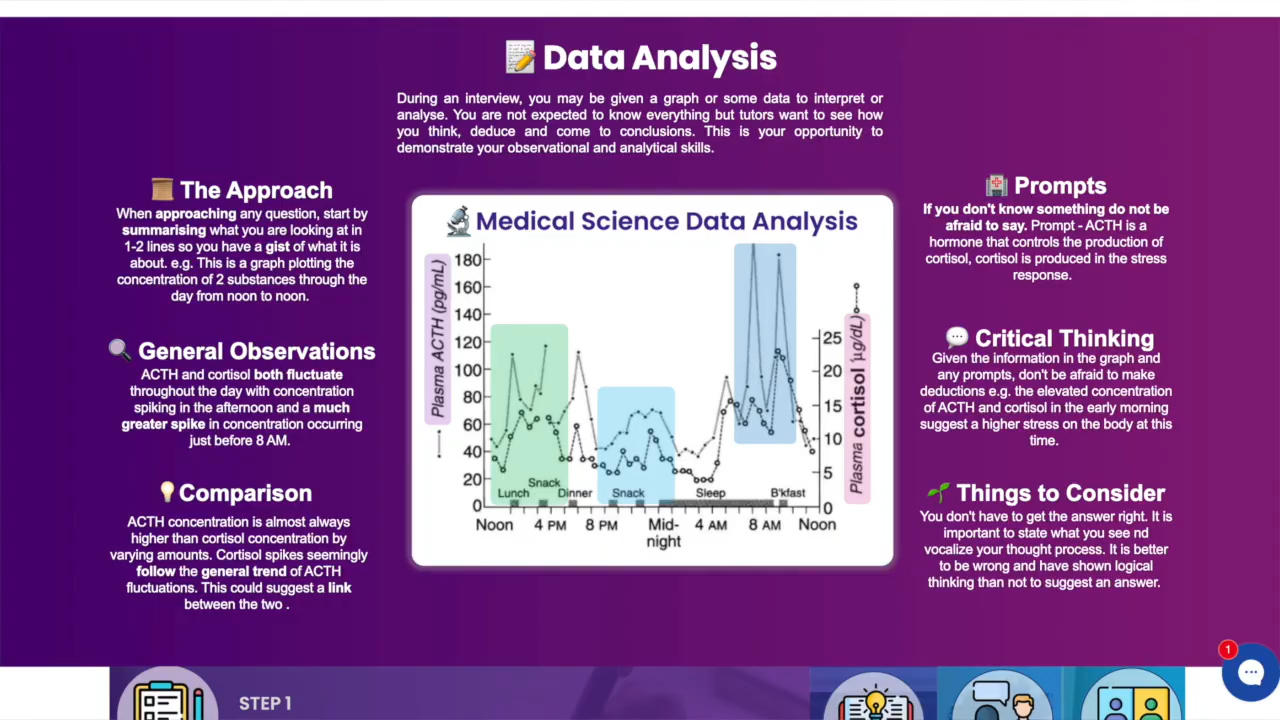 Data Analysis
During an interview, you may be given a graph or some data to interpret or
analyse. You are not expected to know everything but tutors want to see how
you think, deduce and come to conclusions. This is your opportunity to
demonstrate your observational and analytical skills.
The Approach
When approaching any question, start by
summarising what you are looking at in
1-2 lines so you have a gist of what it is
about. e.g. This is a graph plotting the
concentration of 2 substances through the
day from noon to noon.
General Observations
ACTH and cortisol both fluctuate
throughout the day with concentration
spiking in the afternoon and a much
greater spike in concentration occurring
just before 8 AM.
Comparison
ACTH concentration is almost always
higher than cortisol concentration by
varying amounts. Cortisol spikes seemingly
follow the general trend of ACTH
fluctuations. This could suggest a link
between the two .
Medical Science Data Analysis
Plasma ACTH (pg/mL)
180
160
140
120
100
80
60
40
20
0
Lunch
Snack
Dinner
Snack
Sleep
B'kfast
Noon
4 PM
8 PM
Mid-
night
4 AM
8 AM
Noon
25
20
15
10
5
0
Plasma cortisol (µg/dL)
Prompts
If you don't know something do not be
afraid to say. Prompt - ACTH is a
hormone that controls the production of
cortisol, cortisol is produced in the stress
response.
Critical Thinking
Given the information in the graph and
any prompts, don't be afraid to make
deductions e.g. the elevated concentration
of ACTH and cortisol in the early morning
suggest a higher stress on the body at this
time.
Things to Consider
You don't have to get the answer right. It is
important to state what you see nd
vocalize your thought process. It is better
to be wrong and have shown logical
thinking than not to suggest an answer.
1
STEP 1